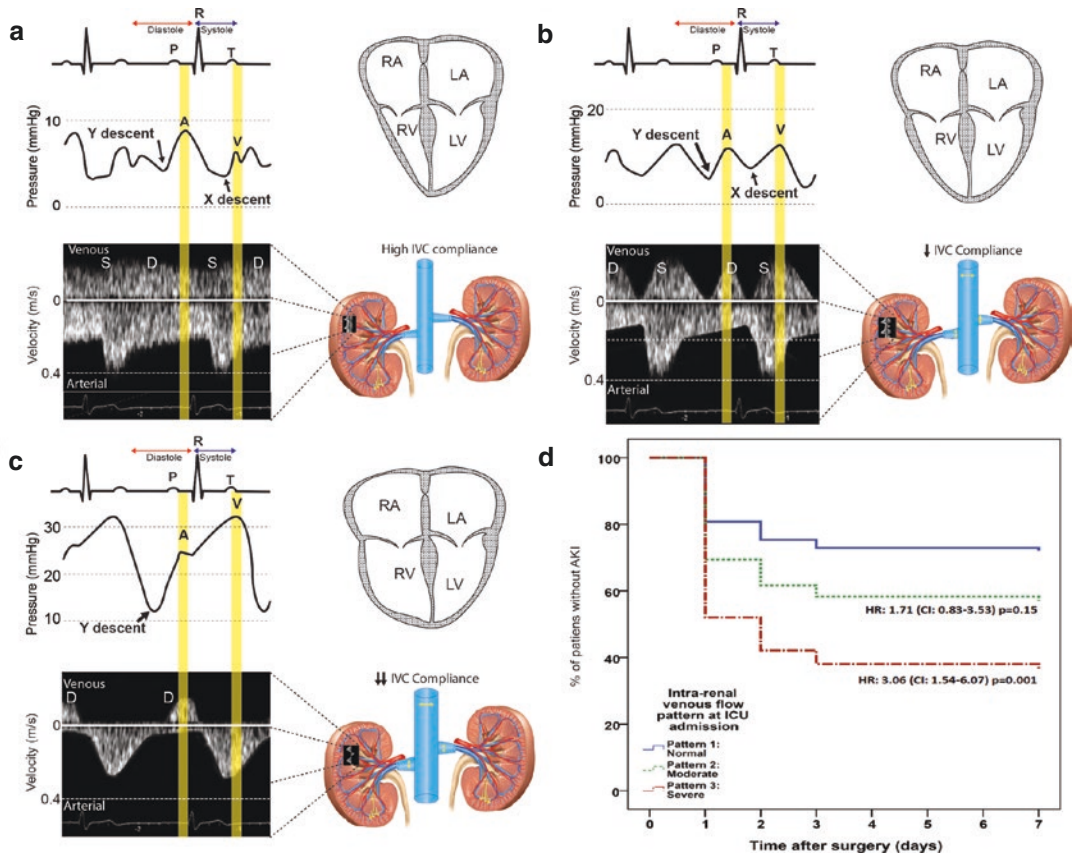 a
R
Diastole
Systole
P
T
10
A
Y descent
V
X descent
0
Pressure (mmHg)
RA
LA
RV
LV
Venous
S
D
S
D
0
Velocity (m/s)
0.4
Arterial
-2
High IVC compliance
b
R
Diastole
Systole
P
T
20
Y descent
A
V
X descent
0
Pressure (mmHg)
RA
LA
RV
LV
Venous
D
S
D
S
0
Velocity (m/s)
0.4
Arterial
-2
1
↓ IVC Compliance
c
R
Diastole
Systole
P
T
V
30
A
20
10
Y descent
Pressure (mmHg)
RA
LA
RV
LV
Venous
D
D
0
Velocity (m/s)
0.4
Arterial
-2
↓↓ IVC Compliance
d
100
80
60
40
20
0
% of patiens without AKI
HR: 1.71 (CI: 0.83-3.53) p=0.15
HR: 3.06 (CI: 1.54-6.07) p=0.001
Intra-renal
venous flow
pattern at ICU
admission
Pattern 1:
Normal
Pattern 2:
Moderate
Pattern 3:
Severe
0
1
2
3
4
5
6
7
Time after surgery (days)